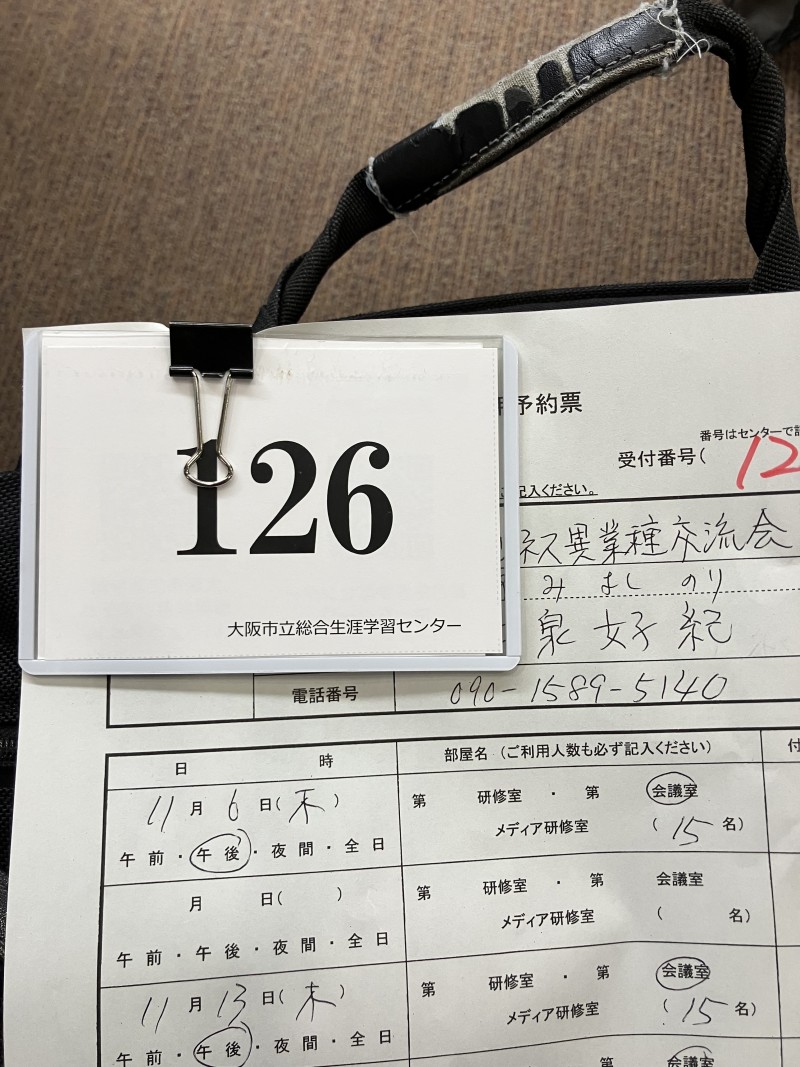 126
大阪市立総合生涯学習センター
予約票
番号はセンターで
受付番号( 12
記入ください。
ネス異業種交流会
み よし のり
泉 好 紀
電話番号 090-1589-5140
日 時 部屋名(ご利用人数も必ず記入ください) 付
11月 6日(木) 第 研修室 ・ 第 会議室
メディア研修室 (15名)
午前・午後・夜間・全日
月 日( ) 第 研修室 ・ 第 会議室
メディア研修室 ( 名)
午前・午後・夜間・全日
11月 13日(木) 第 研修室 ・ 第 会議室
メディア研修室 (15名)
午前・午後・夜間・全日
第 会議室